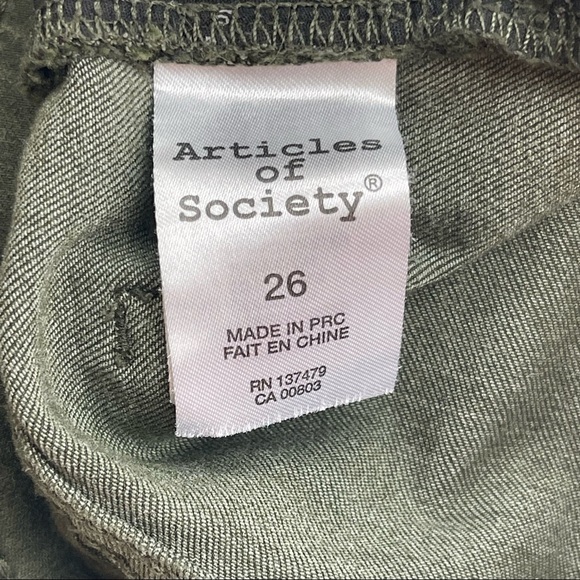 Articles
of
Society®
26
MADE IN PRC
FAIT EN CHINE
RN 137479
CA 00803